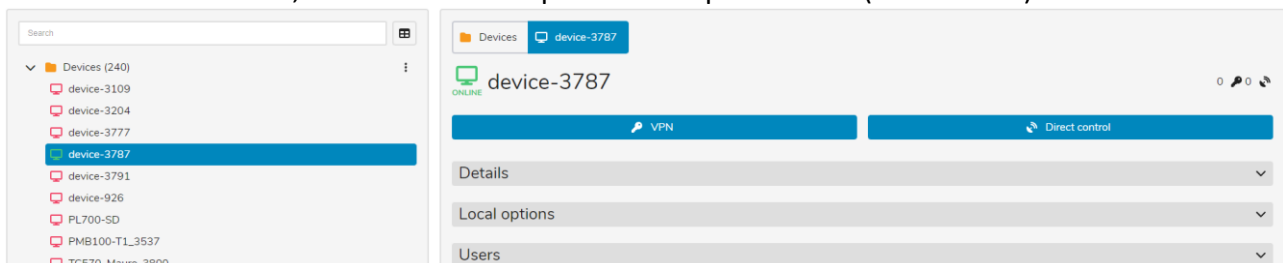 Search
Devices (240)
device-3109
device-3204
device-3777
device-3787
device-3791
device-926
PL700-SD
PMB100-T1_3537
Devices
device-3787
ONLINE
device-3787
0 0
VPN
Direct control
Details
Local options
Users